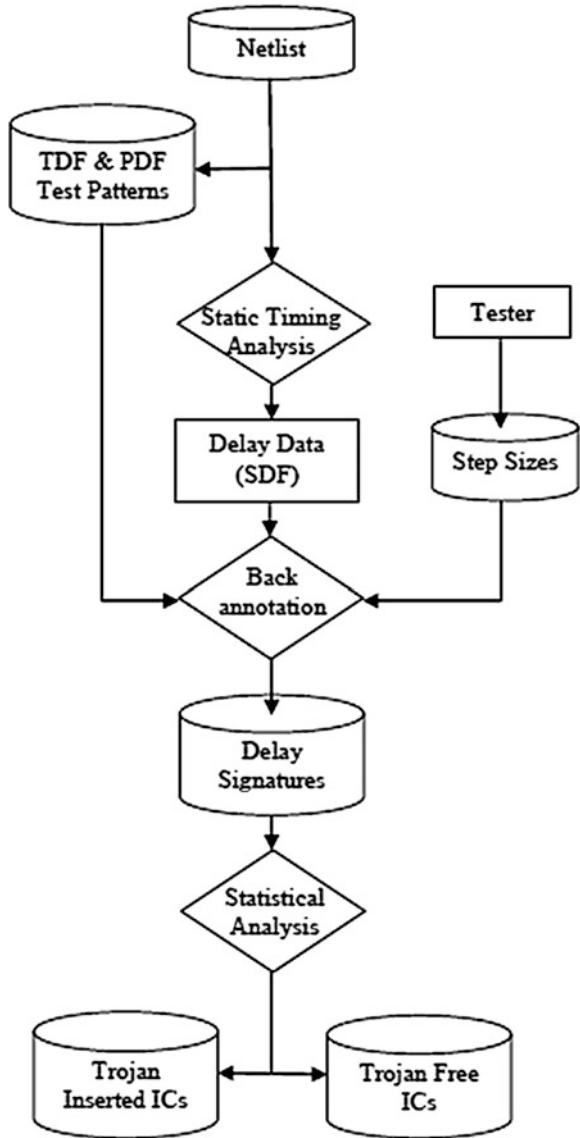 Netlist
TDF & PDF
Test Patterns
Static Timing
Analysis
Tester
Delay Data
(SDF)
Step Sizes
Back
annotation
Delay
Signatures
Statistical
Analysis
Trojan
Inserted ICs
Trojan Free
ICs